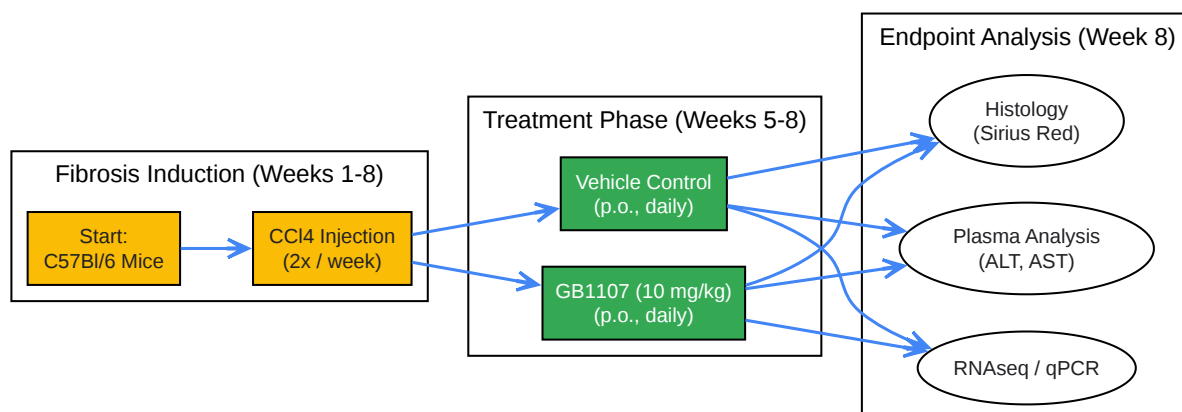 Fibrosis Induction (Weeks 1-8)
Start:
C57Bl/6 Mice
CCl4 Injection
(2x / week)
Treatment Phase (Weeks 5-8)
Vehicle Control
(p.o., daily)
GB1107 (10 mg/kg)
(p.o., daily)
Endpoint Analysis (Week 8)
Histology
(Sirius Red)
Plasma Analysis
(ALT, AST)
RNAseq / qPCR